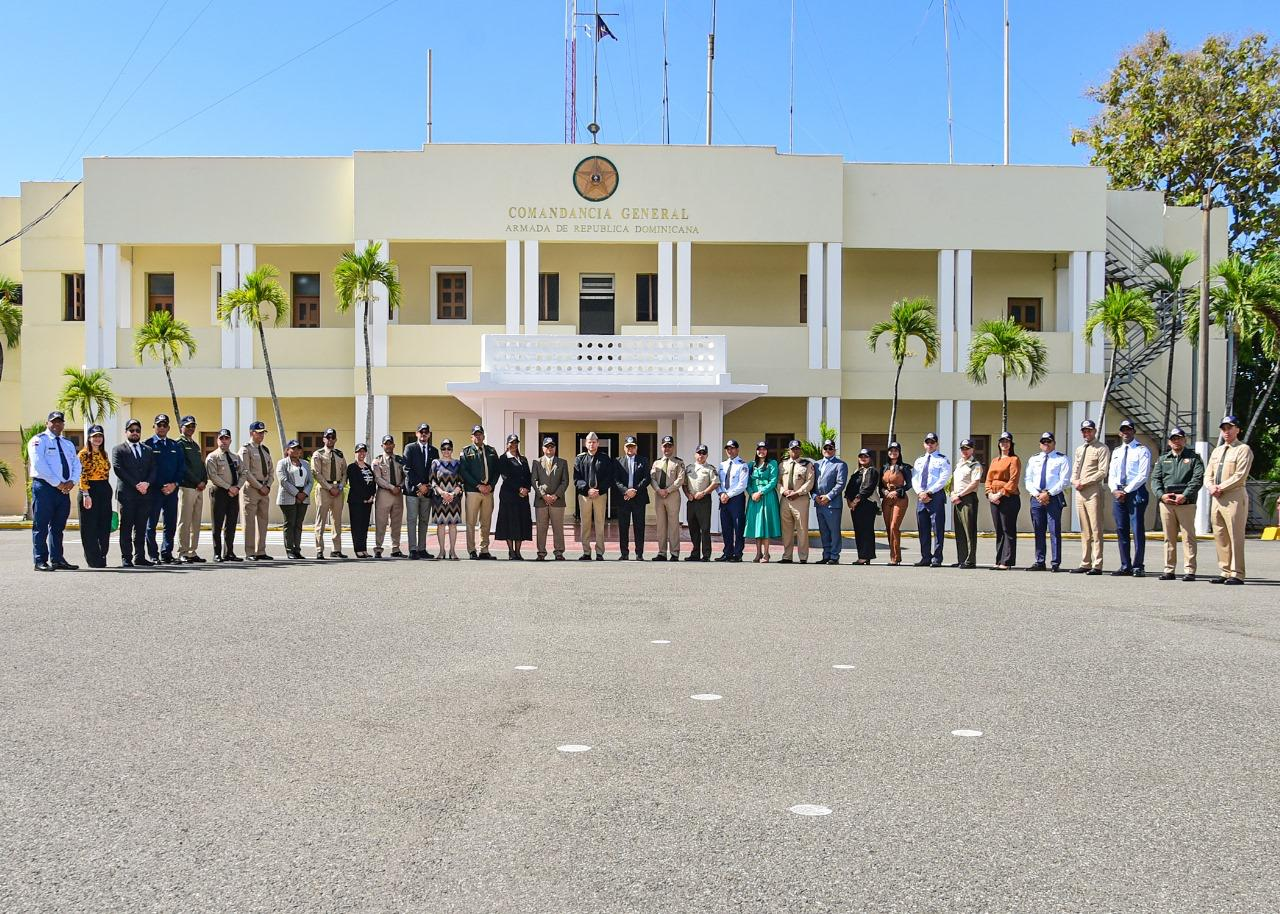 COMANDANCIA GENERAL
ARMADA DE REPUBLICA DOMINICANA